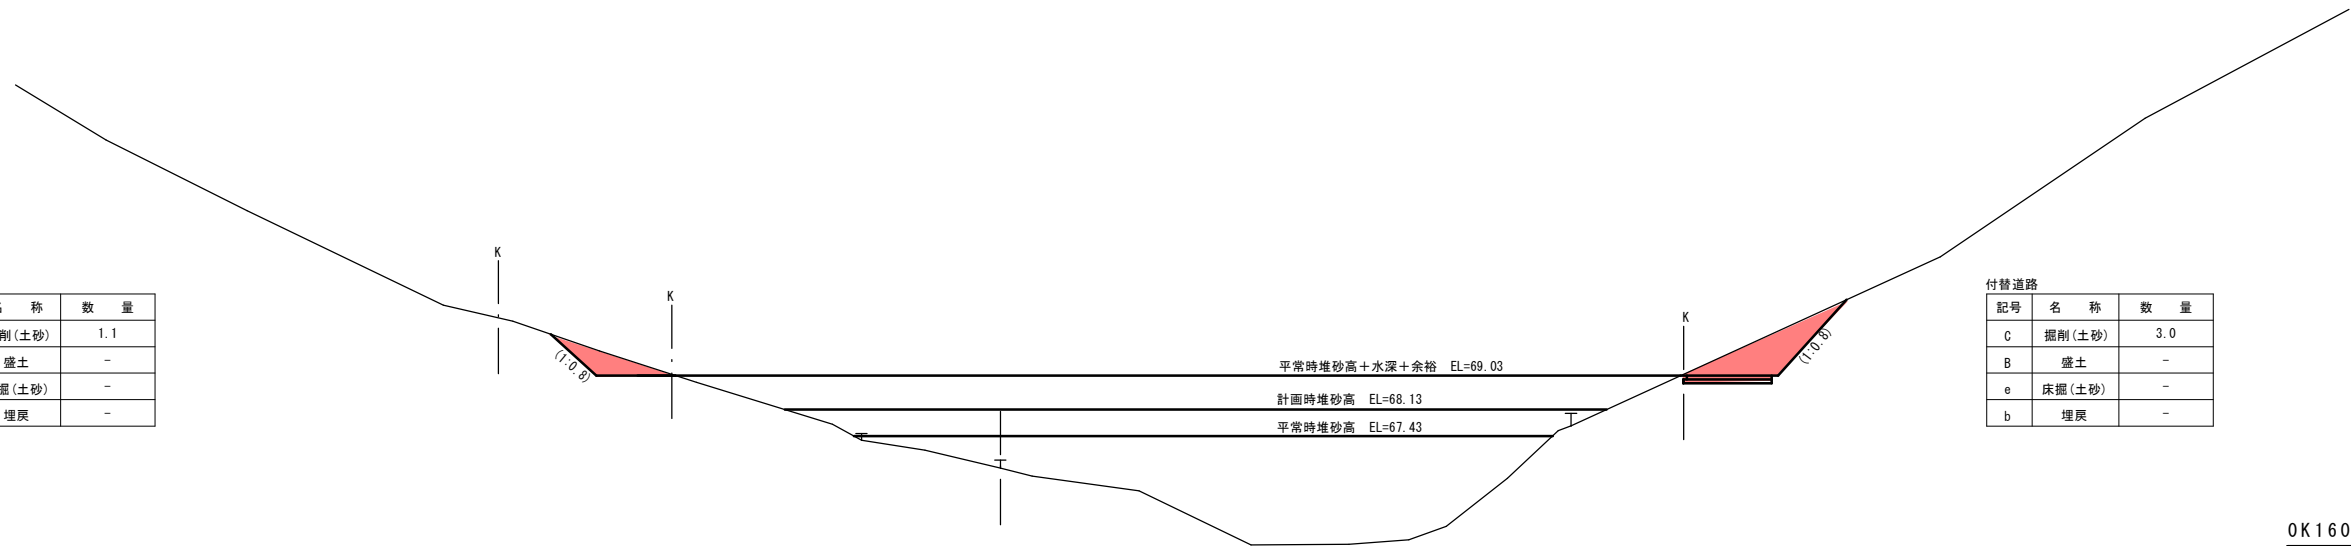 K
K
K
(1:0.8)
(1:0.8)
平常時堆砂高＋水深＋余裕 EL=69.03
計画時堆砂高 EL=68.13
平常時堆砂高 EL=67.43
称 数 量
削(土砂) 1.1
盛土 -
掘(土砂) -
埋戻 -
付替道路
記号 名 称 数 量
C 掘削(土砂) 3.0
B 盛土 -
e 床掘(土砂) -
b 埋戻 -
0K160